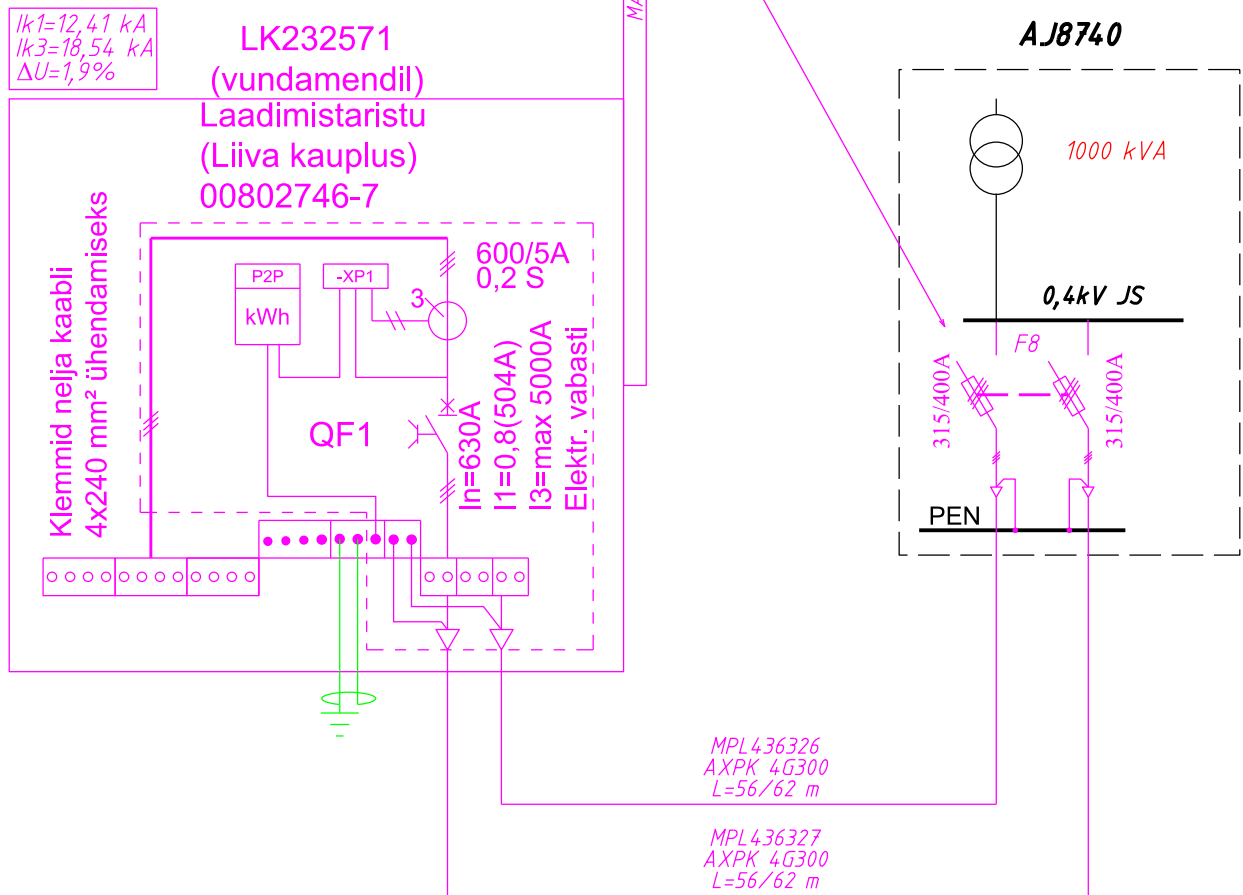 Ik1=12,41 kA
Ik3=18,54 kA
ΔU=1,9%
LK232571
(vundamendil)
Laadimistaristu
(Liiva kauplus)
00802746-7
Klemmid nelja kaabli
4x240 mm² ühendamiseks
P2P
kWh
-XP1
3
600/5A
0,2 S
QF1
In=630A
I1=0,8(504A)
I3=max 5000A
Elektr. vabasti
AJ8740
1000 kVA
0,4kV JS
F8
315/400A
315/400A
PEN
MPL436326
AXPK 4G300
L=56/62 m
MPL436327
AXPK 4G300
L=56/62 m